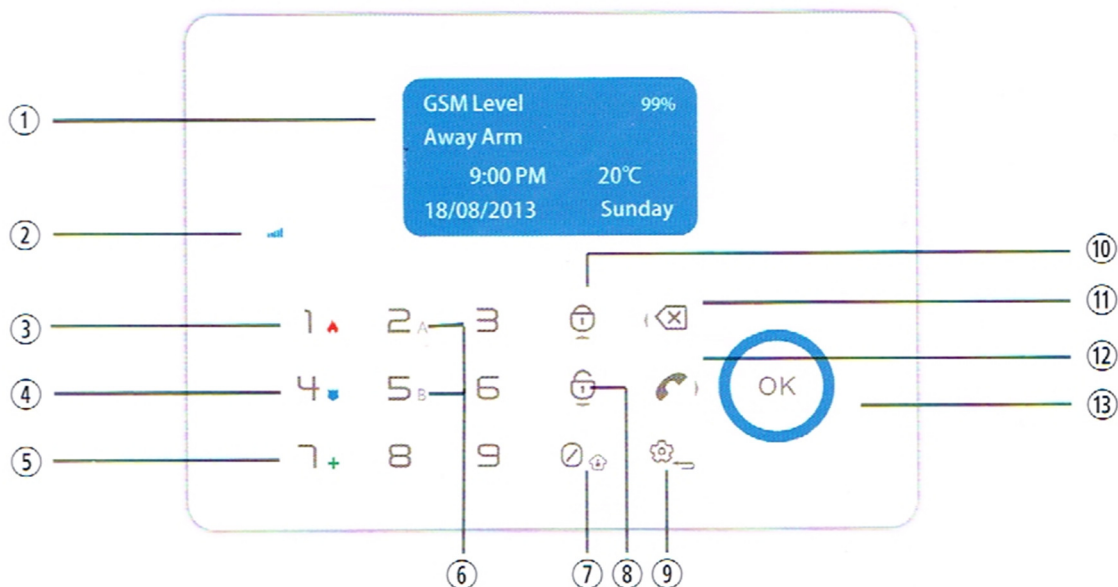 ①
GSM Level 99%
Away Arm
9:00 PM 20℃
18/08/2013 Sunday
②
⑩
⑪
③ 1 2 A 3
⑫
④ 4 5 B 6 OK
⑬
⑤ 7 + 8 9 0
⑥ ⑦ ⑧ ⑨